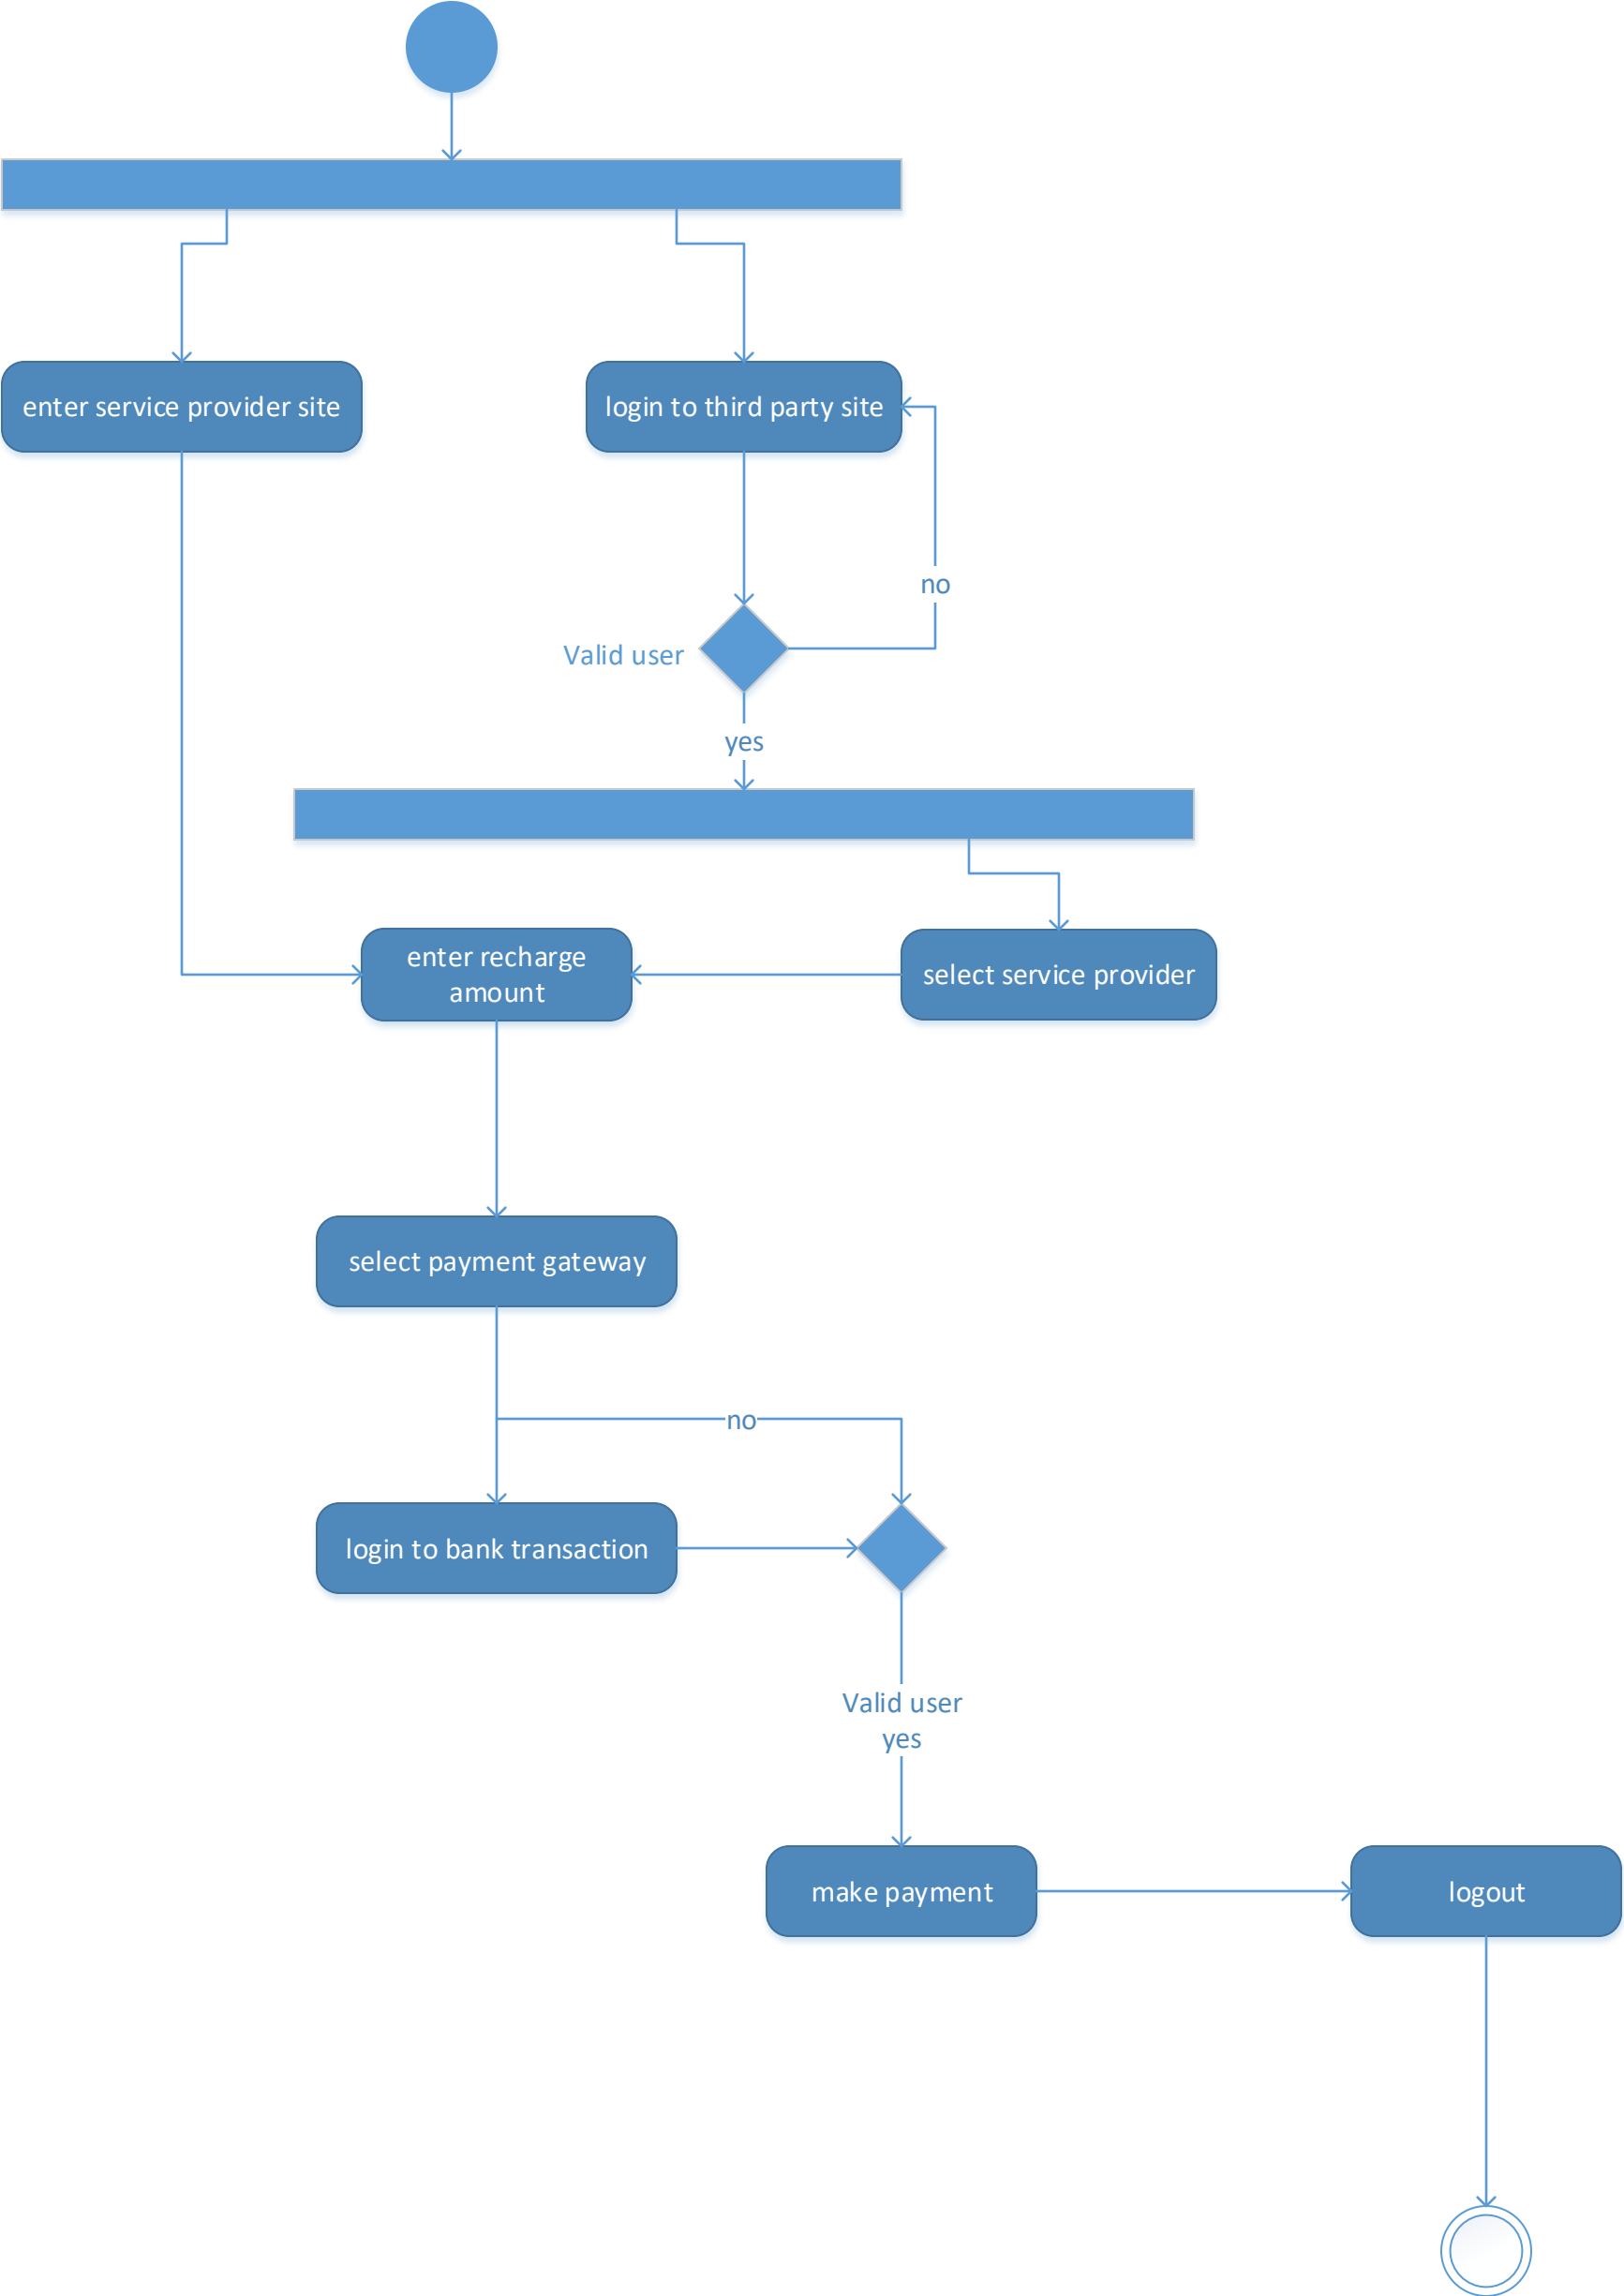 enter service provider site
login to third party site
no
Valid user
yes
enter recharge
amount
select service provider
select payment gateway
no
login to bank transaction
Valid user
yes
make payment
logout